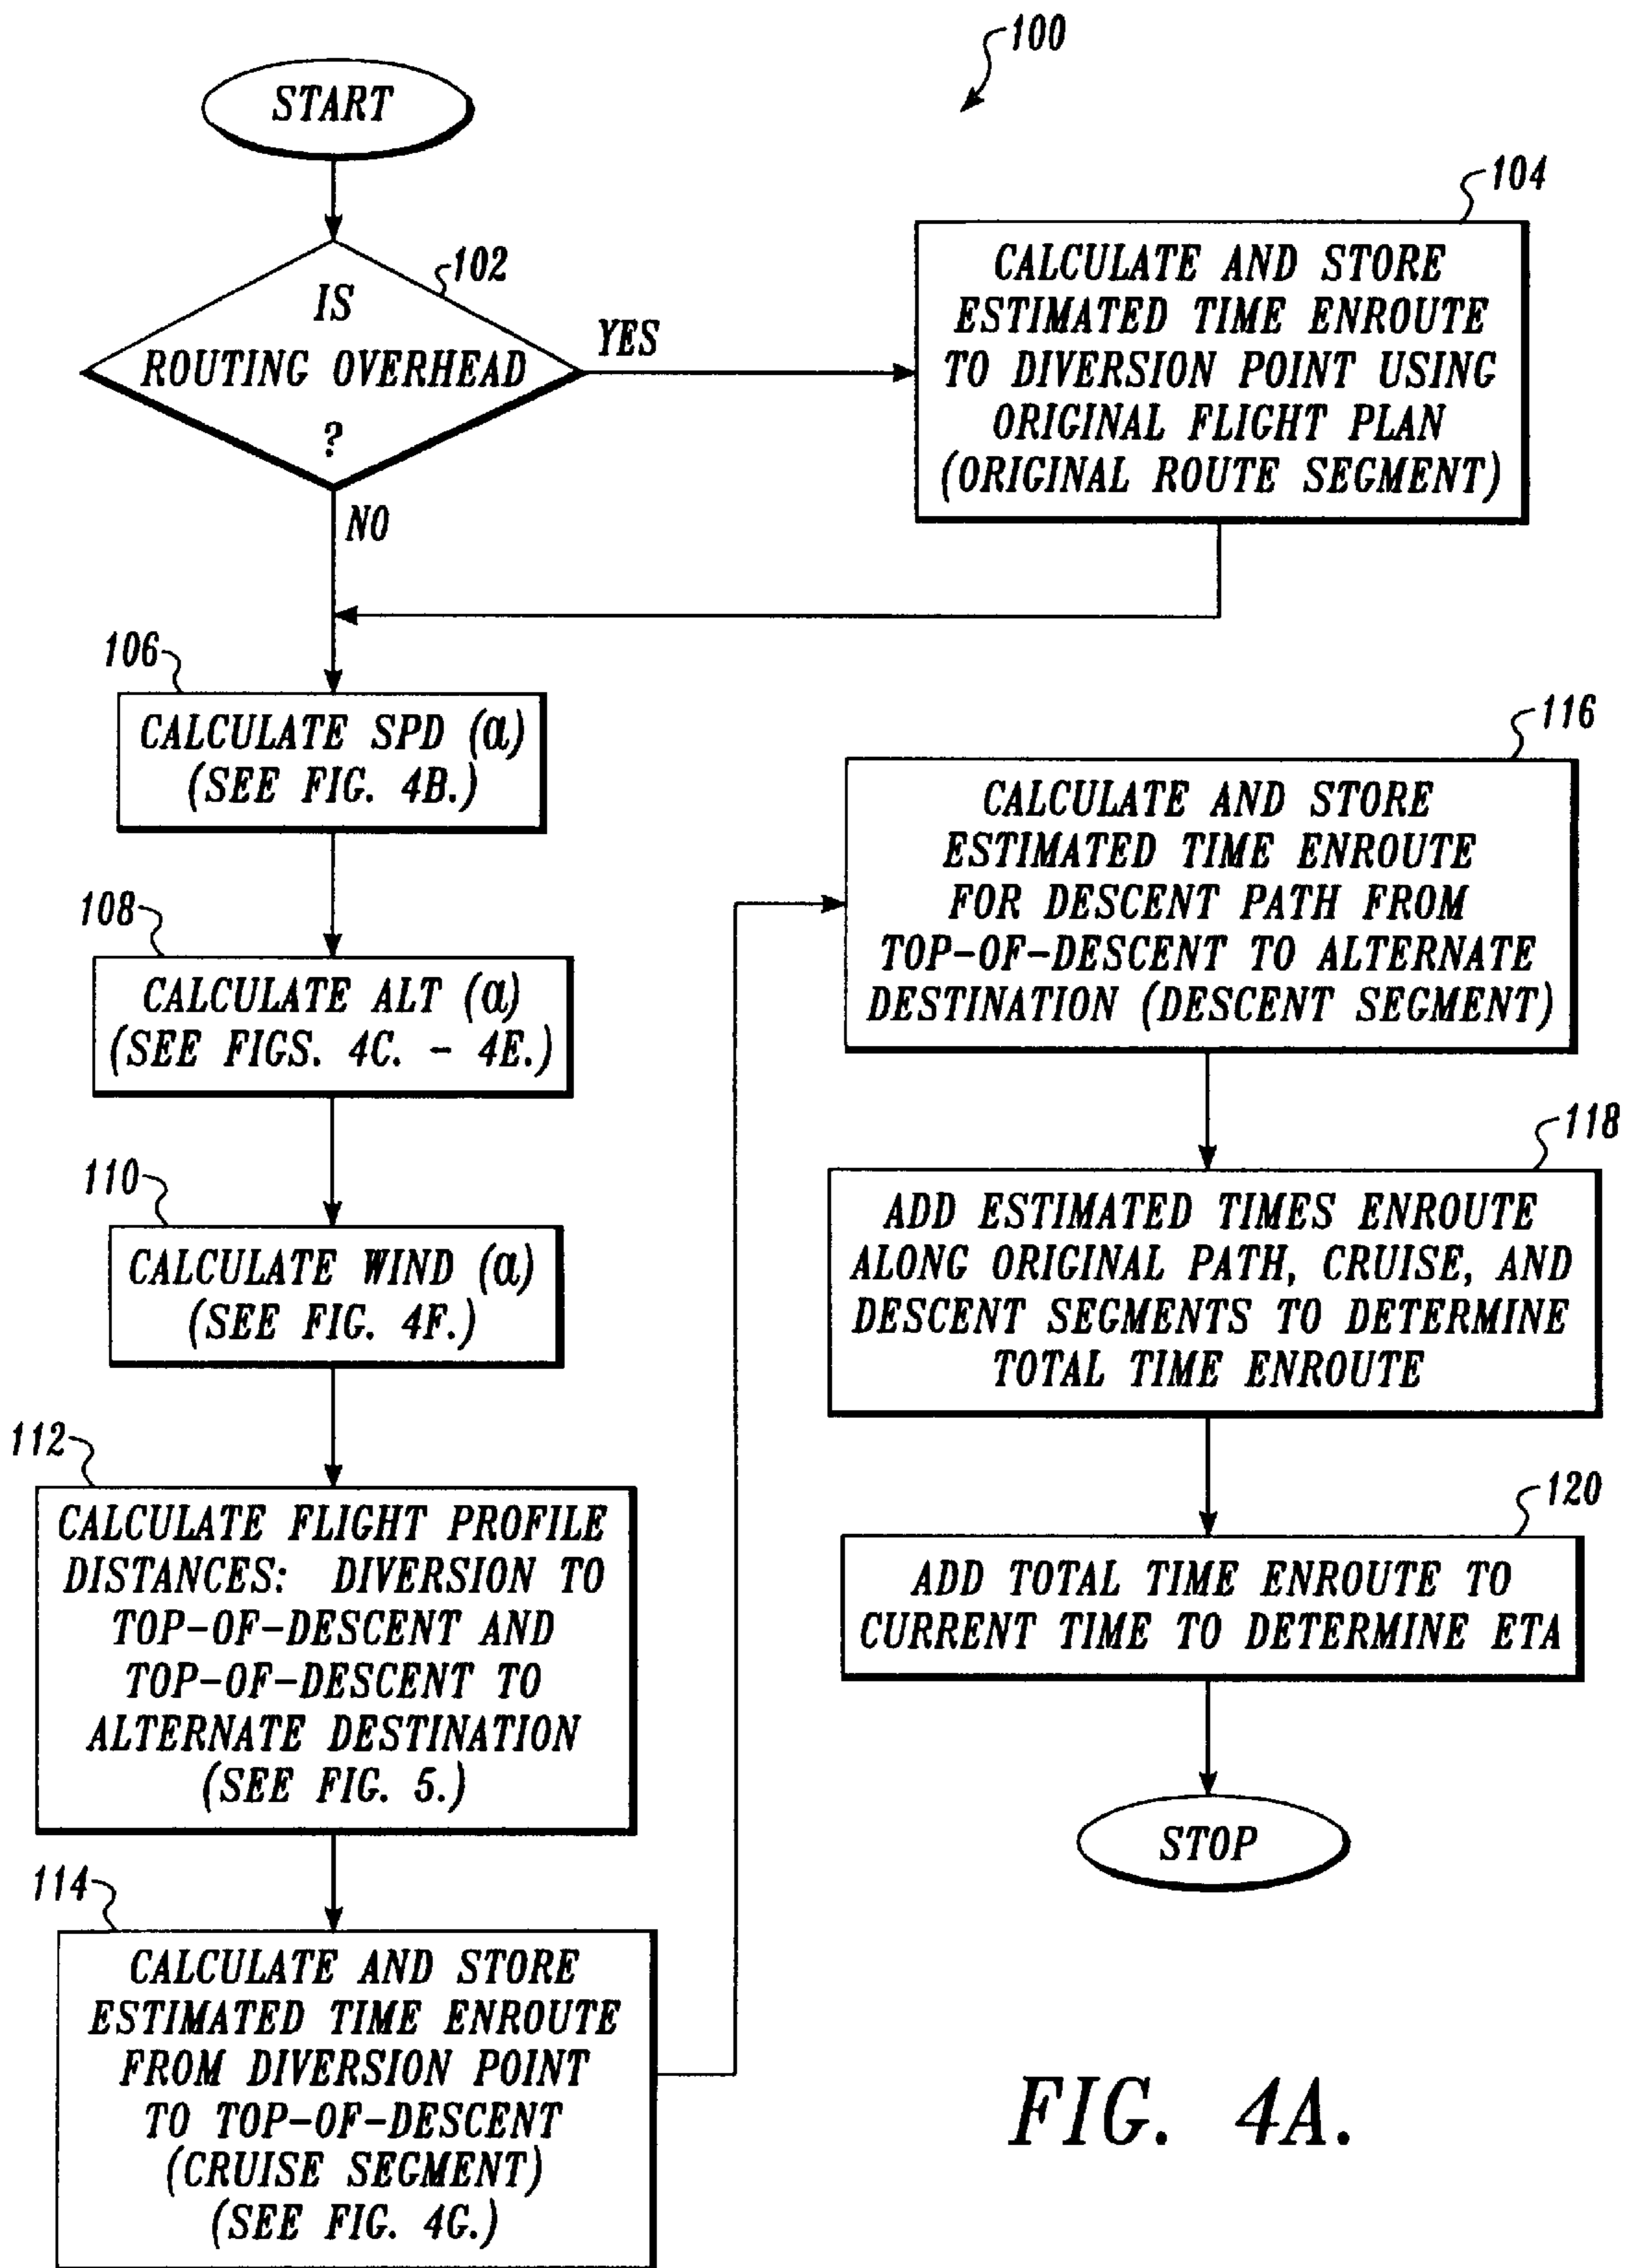 100
START
102
IS
ROUTING OVERHEAD
?
YES
NO
104
CALCULATE AND STORE
ESTIMATED TIME ENROUTE
TO DIVERSION POINT USING
ORIGINAL FLIGHT PLAN
(ORIGINAL ROUTE SEGMENT)
106
CALCULATE SPD (α)
(SEE FIG. 4B.)
108
CALCULATE ALT (α)
(SEE FIGS. 4C. - 4E.)
110
CALCULATE WIND (α)
(SEE FIG. 4F.)
112
CALCULATE FLIGHT PROFILE
DISTANCES: DIVERSION TO
TOP-OF-DESCENT AND
TOP-OF-DESCENT TO
ALTERNATE DESTINATION
(SEE FIG. 5.)
114
CALCULATE AND STORE
ESTIMATED TIME ENROUTE
FROM DIVERSION POINT
TO TOP-OF-DESCENT
(CRUISE SEGMENT)
(SEE FIG. 4G.)
116
CALCULATE AND STORE
ESTIMATED TIME ENROUTE
FOR DESCENT PATH FROM
TOP-OF-DESCENT TO ALTERNATE
DESTINATION (DESCENT SEGMENT)
118
ADD ESTIMATED TIMES ENROUTE
ALONG ORIGINAL PATH, CRUISE, AND
DESCENT SEGMENTS TO DETERMINE
TOTAL TIME ENROUTE
120
ADD TOTAL TIME ENROUTE TO
CURRENT TIME TO DETERMINE ETA
STOP
FIG. 4A.